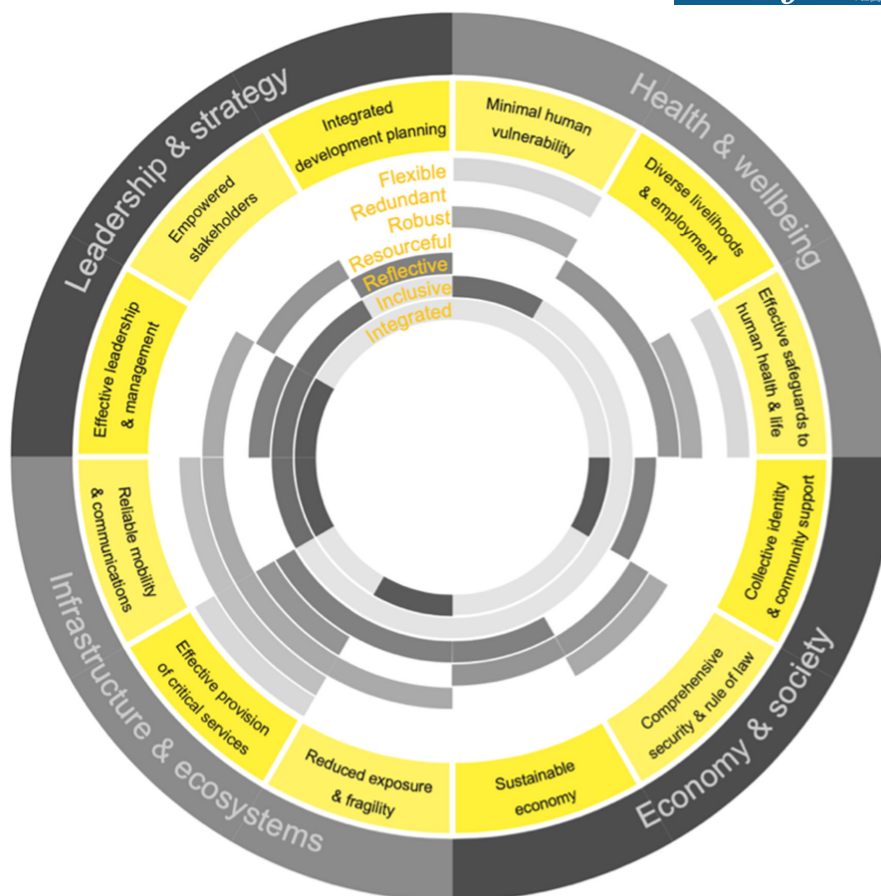 Leadership & strategy
Health & wellbeing
Economy & society
Infrastructure & ecosystems
Integrated
development planning
Minimal human
vulnerability
Diverse livelihoods
& employment
Effective safeguards to
human health & life
Collective identity
& community support
Comprehensive
security & rule of law
Sustainable
economy
Reduced exposure
& fragility
Effective provision
of critical services
Reliable mobility
& communications
Effective leadership
& management
Empowered
stakeholders
Flexible
Redundant
Robust
Resourceful
Reflective
Inclusive
Integrated